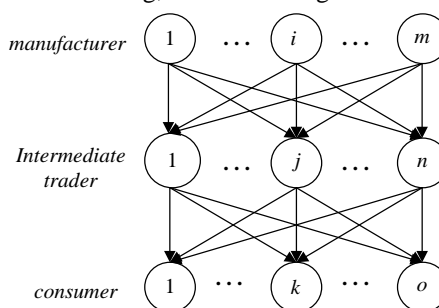 manufacturer 1 ... i ... m
Intermediate
trader
1 ... j ... n
consumer 1 ... k ... o